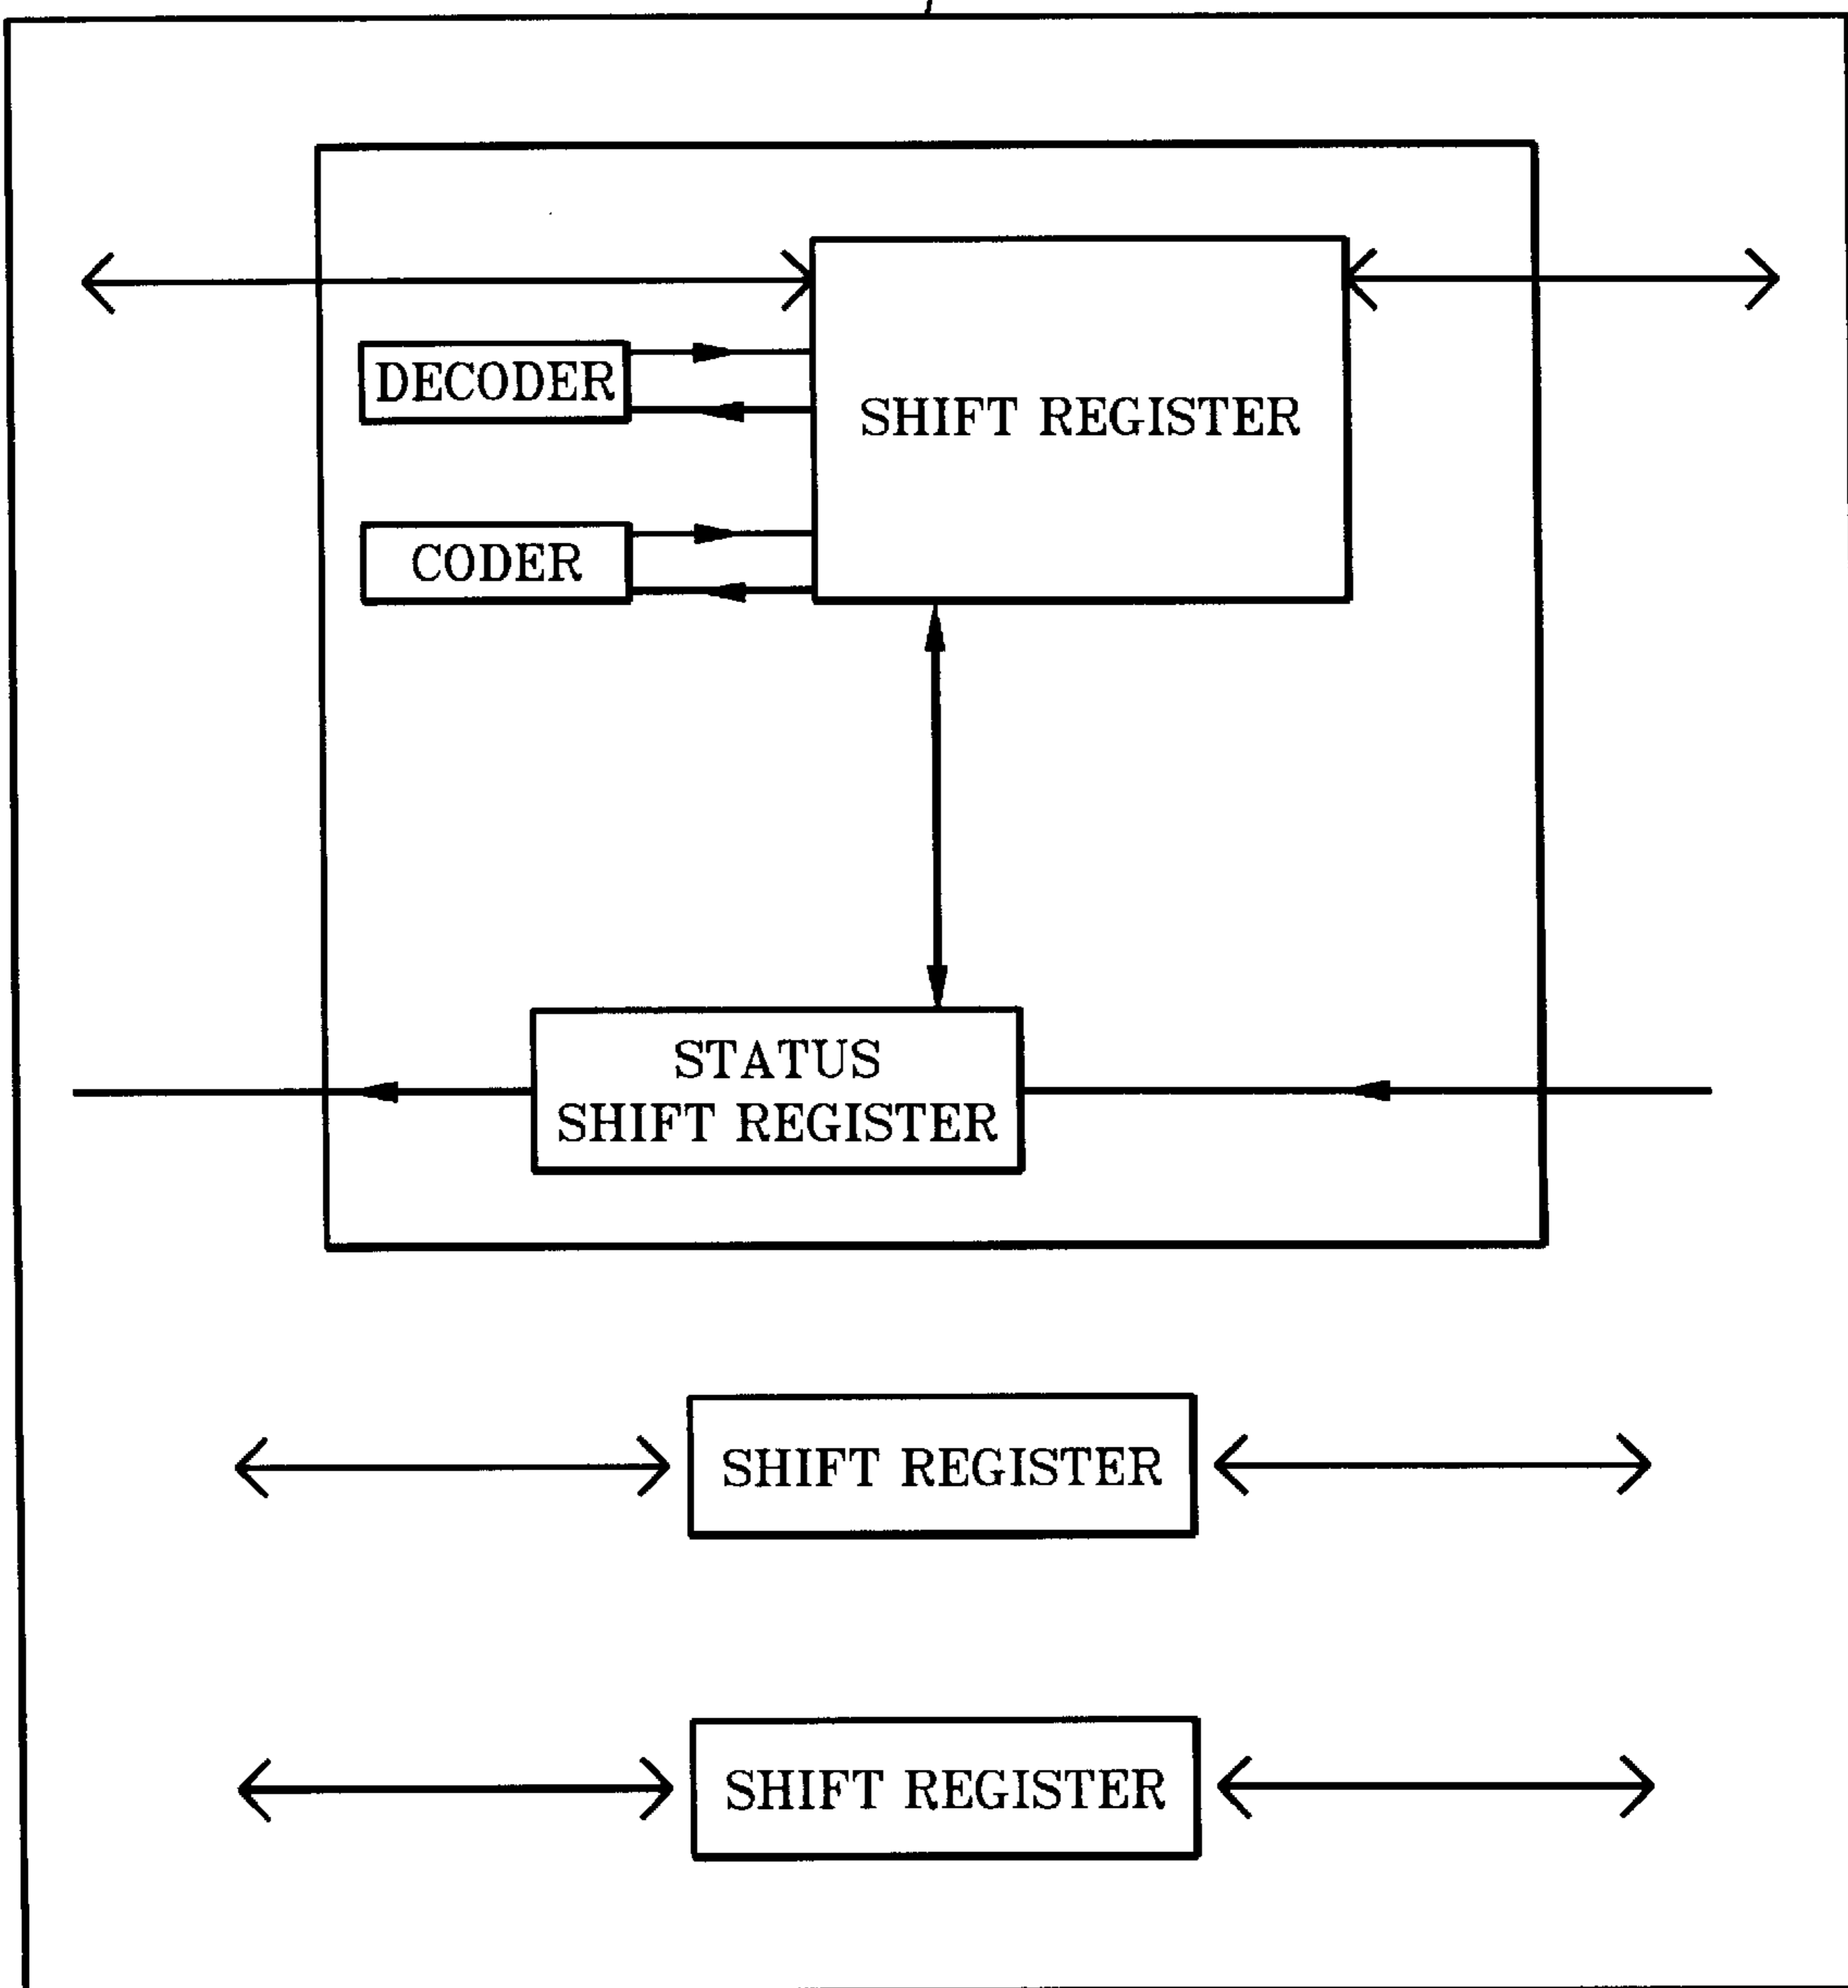 DECODER
SHIFT REGISTER
CODER
STATUS
SHIFT REGISTER
SHIFT REGISTER
SHIFT REGISTER